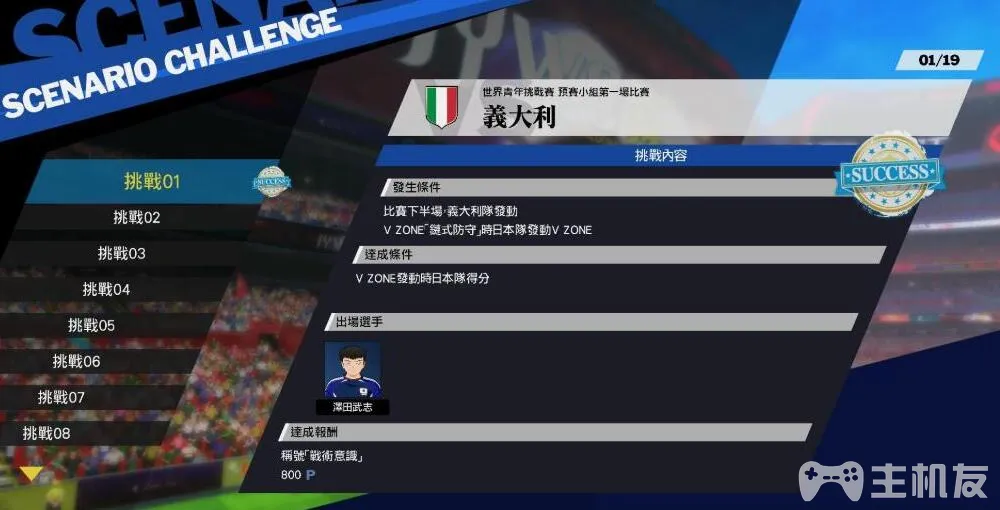 SCENARIO
SCENARIO CHALLENGE
01/19
世界青年挑戰賽 預賽小組第一場比賽
義大利
挑戰內容
挑戰01
SUCCESS
SUCCESS
發生條件
挑戰02
比賽下半場,義大利隊發動
V ZONE「鏈式防守」時日本隊發動V ZONE
挑戰03
達成條件
V ZONE發動時日本隊得分
挑戰04
挑戰05
出場選手
挑戰06
挑戰07
澤田武志
挑戰08
達成報酬
稱號「戰術意識」
800 P
主机友